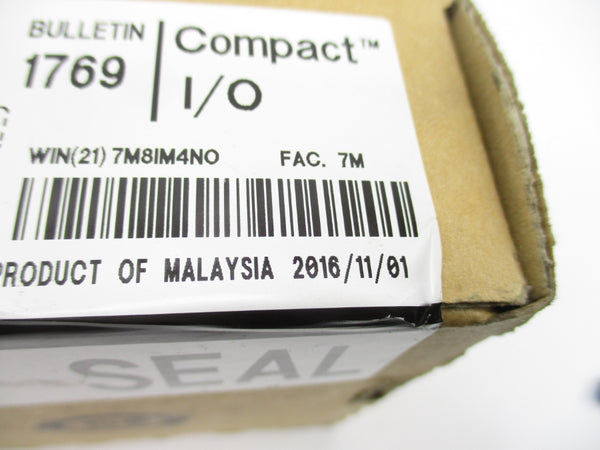 BULLETIN
1769
Compact™
I/O
WIN(21) 7M8IM4NO FAC. 7M
PRODUCT OF MALAYSIA 2016/11/01
SEAL